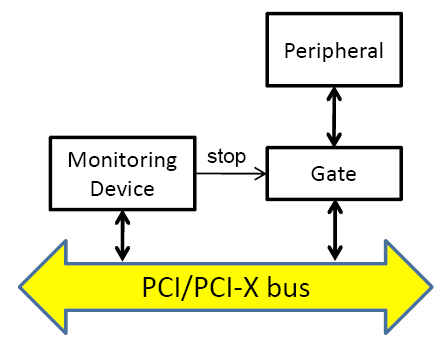 Peripheral
Monitoring
Device
stop
Gate
PCI/PCI-X bus